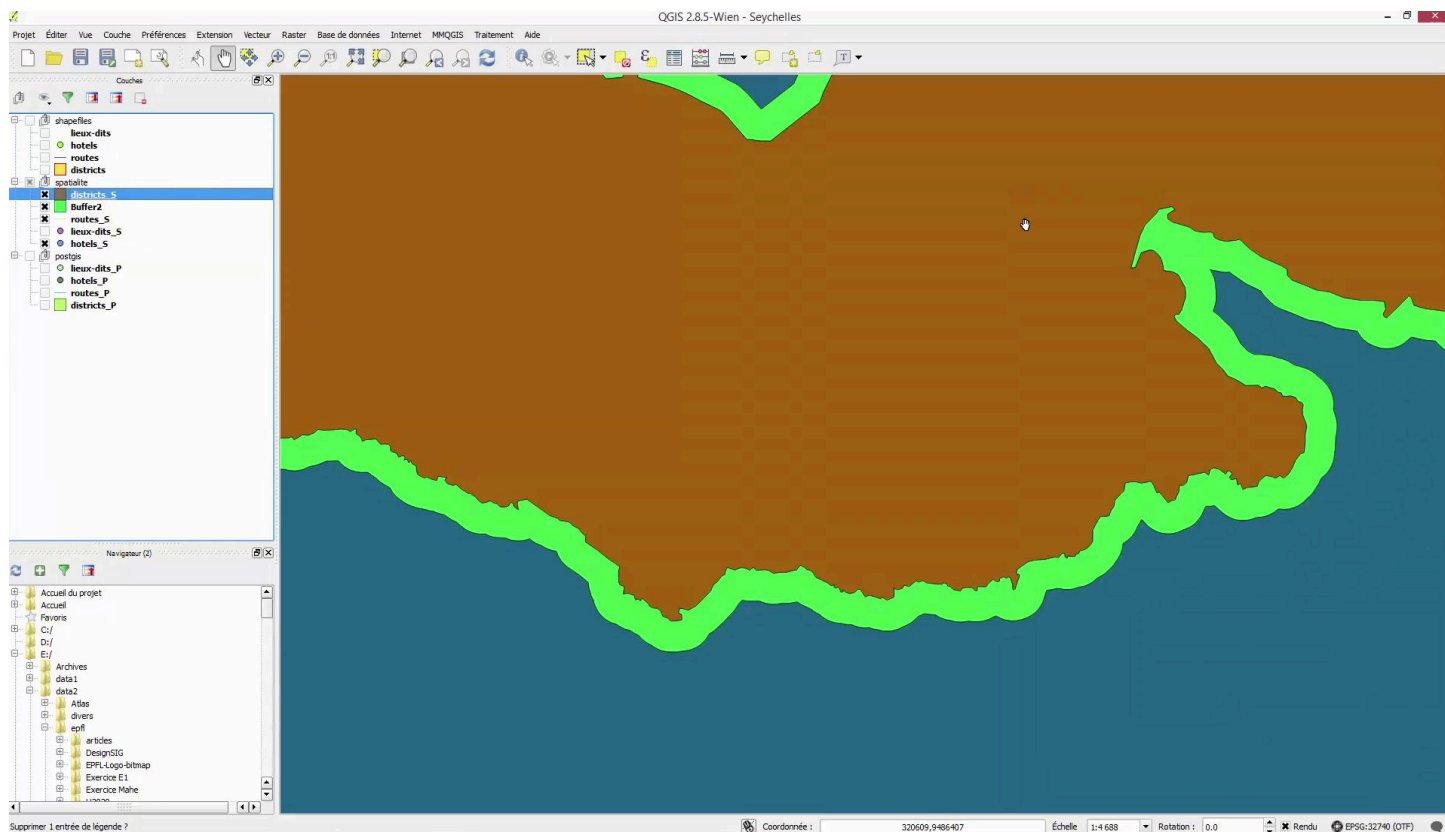 QGIS 2.8.5-Wien - Seychelles
Projet Éditer Vue Couche Préférences Extension Vecteur Raster Base de données Internet MMQGIS Traitement Aide
Couches
shapefiles
lieux-dits
hotels
routes
districts
spatialite
districts_S
Buffer2
routes_S
lieux-dits_S
hotels_S
postgis
lieux-dits_P
hotels_P
routes_P
districts_P
Navigateur (2)
Accueil du projet
Accueil
Favoris
C:/
D:/
E:/
Archives
data1
data2
Atlas
divers
epfl
articles
DesignSIG
EPFL-Logo-bitmap
Exercice E1
Exercice Mahe
Supprimer 1 entrée de légende ? Coordonnée : 320609,9486407 Échelle 1:4 688 Rotation : 0.0 Rendu EPSG:32740 (OTF)